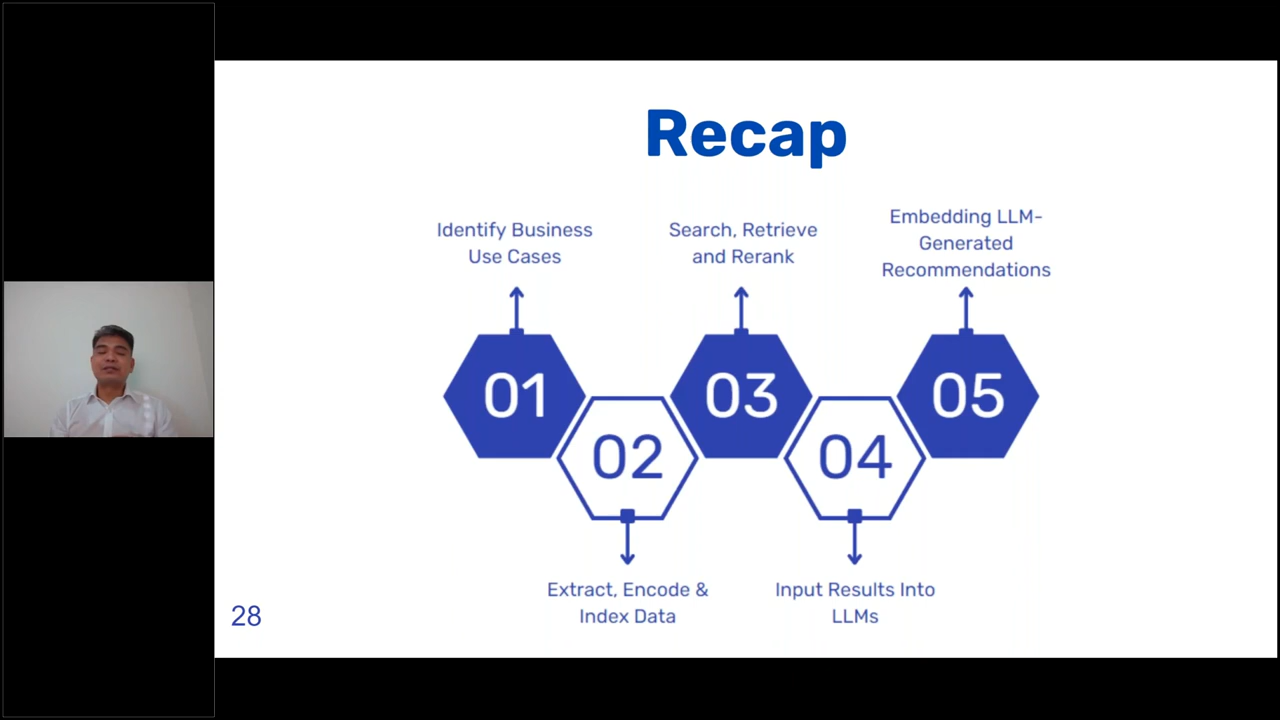 Recap
Identify Business
Use Cases
Search, Retrieve
and Rerank
Embedding LLM-
Generated
Recommendations
01
02
03
04
05
Extract, Encode &
Index Data
Input Results Into
LLMs
28